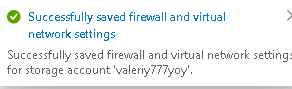 Successfully saved firewall and virtual
network settings
Successfully saved firewall and virtual network settings
for storage account 'valeriy777yoy'.